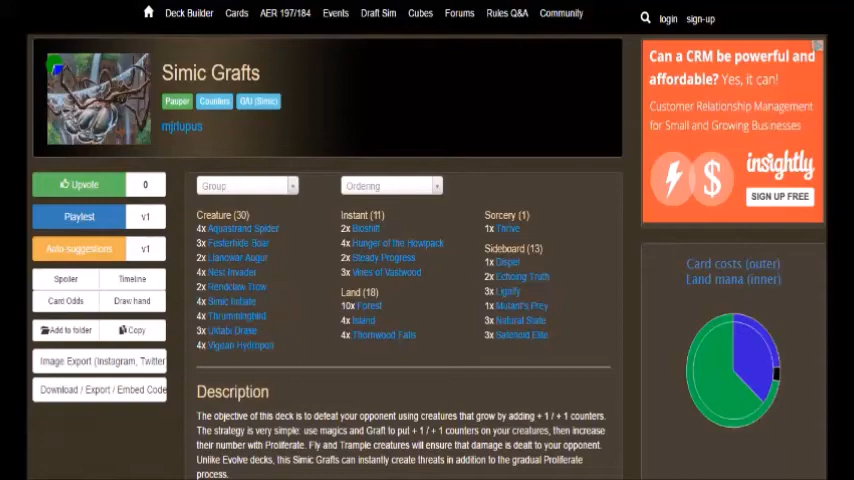 Deck Builder Cards AER 197/184 Events Draft Sim Cubes Forums Rules Q&A Community login sign-up
Simic Grafts
Pauper Counters G/U (Simic)
mjrlupus
Upvote 0
Playtest v1
Auto-suggestions v1
Spoiler Timeline
Card Odds Draw hand
Add to folder Copy
Image Export (Instagram, Twitter
Download / Export / Embed Code
Group Ordering
Creature (30)
4x Aquastrand Spider
3x Festerhide Boar
2x Llanowar Augur
4x Nest Invader
2x Rendclaw Trow
4x Simic Initiate
4x Thrummingbird
3x Uktabi Drake
4x Vigean Hydropon
Instant (11)
2x Bioshift
4x Hunger of the Howlpack
2x Steady Progress
3x Vines of Vastwood
Land (18)
10x Forest
4x Island
4x Thornwood Falls
Sorcery (1)
1x Thrive
Sideboard (13)
1x Dispel
2x Echoing Truth
3x Lignify
1x Mutant's Prey
3x Natural State
3x Saltfield
Description
The objective of this deck is to defeat your opponent using creatures that grow by adding + 1 / + 1 counters.
The strategy is very simple: use magics and Graft to put + 1 / + 1 counters on your creatures, then increase
their number with Proliferate. Fly and Trample creatures will ensure that damage is dealt to your opponent.
Unlike Evolve decks, this Simic Grafts can instantly create threats in addition to the gradual Proliferate
process.
Can a CRM be powerful and
affordable? Yes, it can!
Customer Relationship Management
for Small and Growing Businesses
$ insightly
SIGN UP FREE
Card costs (outer)
Land mana (inner)